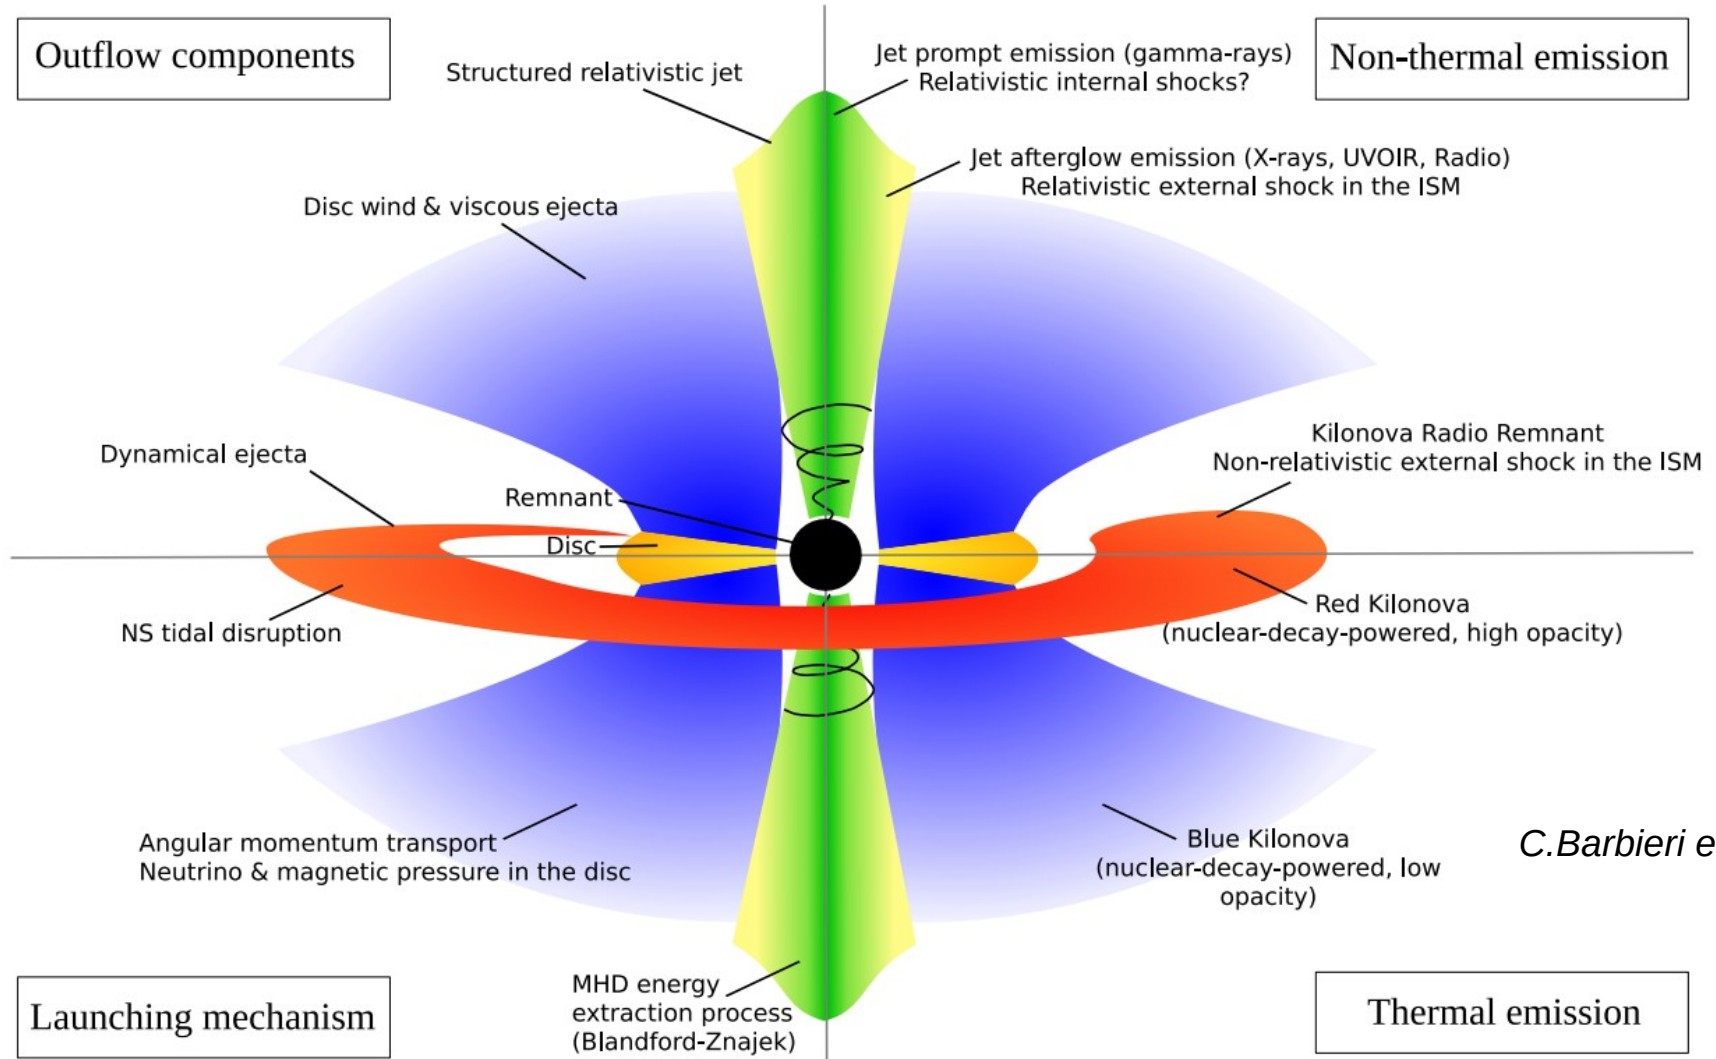 Outflow components
Non-thermal emission
Structured relativistic jet
Jet prompt emission (gamma-rays)
Relativistic internal shocks?
Jet afterglow emission (X-rays, UVOIR, Radio)
Relativistic external shock in the ISM
Disc wind & viscous ejecta
Kilonova Radio Remnant
Non-relativistic external shock in the ISM
Dynamical ejecta
Remnant
Disc
NS tidal disruption
Red Kilonova
(nuclear-decay-powered, high opacity)
Angular momentum transport
Neutrino & magnetic pressure in the disc
Blue Kilonova
(nuclear-decay-powered, low
opacity)
C.Barbieri e
MHD energy
extraction process
(Blandford-Znajek)
Launching mechanism
Thermal emission